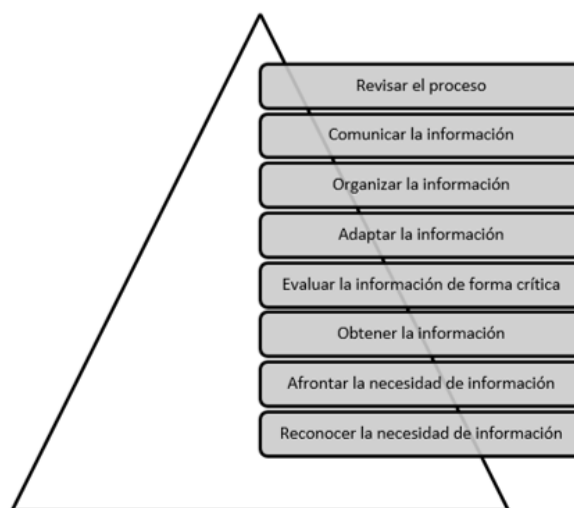 Revisar el proceso
Comunicar la información
Organizar la información
Adaptar la información
Evaluar la información de forma crítica
Obtener la información
Afrontar la necesidad de información
Reconocer la necesidad de información